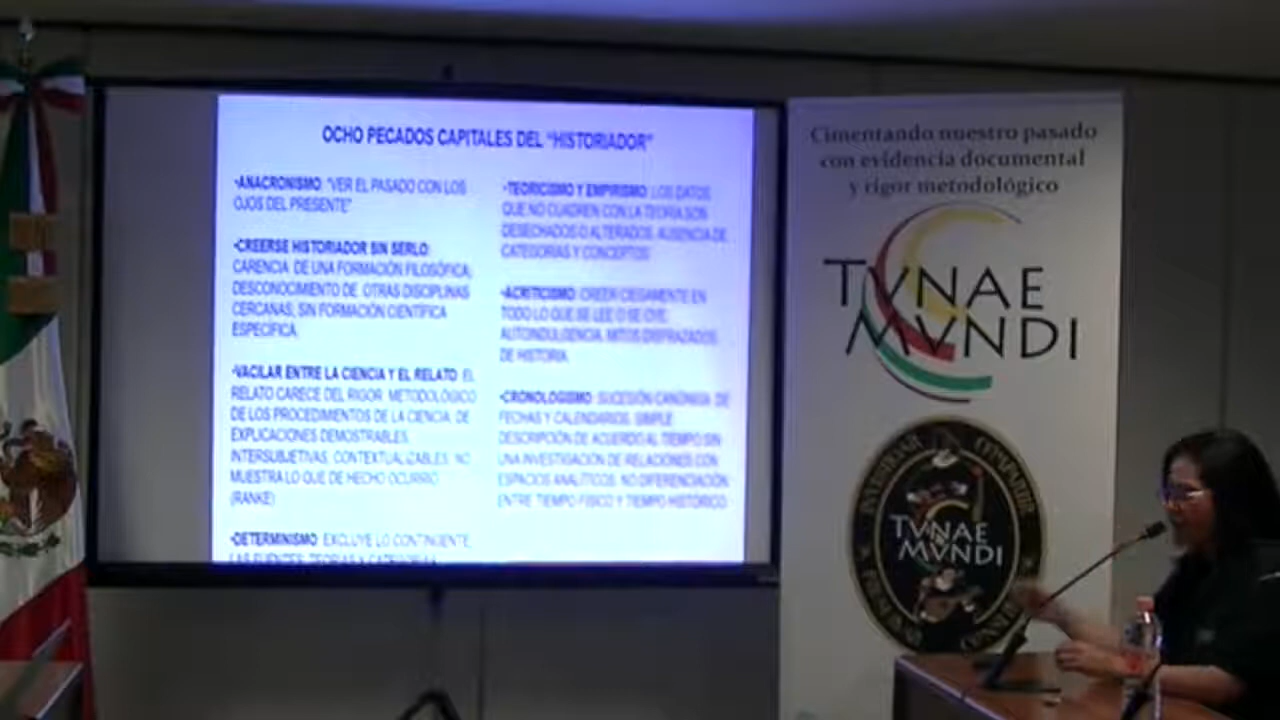 OCHO PECADOS CAPITALES DEL "HISTORIADOR"
•ANACRONISMO: "VER EL PASADO CON LOS
OJOS DEL PRESENTE"
•CREERSE HISTORIADOR SIN SERLO:
CARENCIA DE UNA FORMACIÓN FILOSÓFICA;
DESCONOCIMIENTO DE OTRAS DISCIPLINAS
CERCANAS; SIN FORMACIÓN CIENTÍFICA
ESPECÍFICA.
•VACILAR ENTRE LA CIENCIA Y EL RELATO: EL
RELATO CARECE DEL RIGOR METODOLÓGICO
DE LOS PROCEDIMIENTOS DE LA CIENCIA, DE
EXPLICACIONES DEMOSTRABLES,
INTERSUBJETIVAS, CONTEXTUALIZABLES. NO
MUESTRA LO QUE DE HECHO OCURRIÓ
(RANKE)
•DETERMINISMO: EXCLUYE LO CONTINGENTE,
LAS FUENTES, TEORÍAS Y
•TEORICISMO Y EMPIRISMO: LOS DATOS
QUE NO CUADREN CON LA TEORÍA SON
DESECHADOS O ALTERADOS. AUSENCIA DE
CATEGORÍAS Y CONCEPTOS
•ACRITICISMO: CREER CIEGAMENTE EN
TODO LO QUE SE LEE O SE OYE.
AUTOINDULGENCIA. MITOS DISFRAZADOS
DE HISTORIA.
•CRONOLOGISMO: SUCESIÓN CANÓNICA DE
FECHAS Y CALENDARIOS. SIMPLE
DESCRIPCIÓN DE ACUERDO AL TIEMPO SIN
UNA INVESTIGACIÓN DE RELACIONES CON
ESPACIOS ANALÍTICOS. NO DIFERENCIACIÓN
ENTRE TIEMPO FÍSICO Y TIEMPO HISTÓRICO.
Cimentando nuestro pasado
con evidencia documental
y rigor metodológico
TVNAE
MVNDI
INVESTIGAR
COMPARTIR
TVNAE
MVNDI